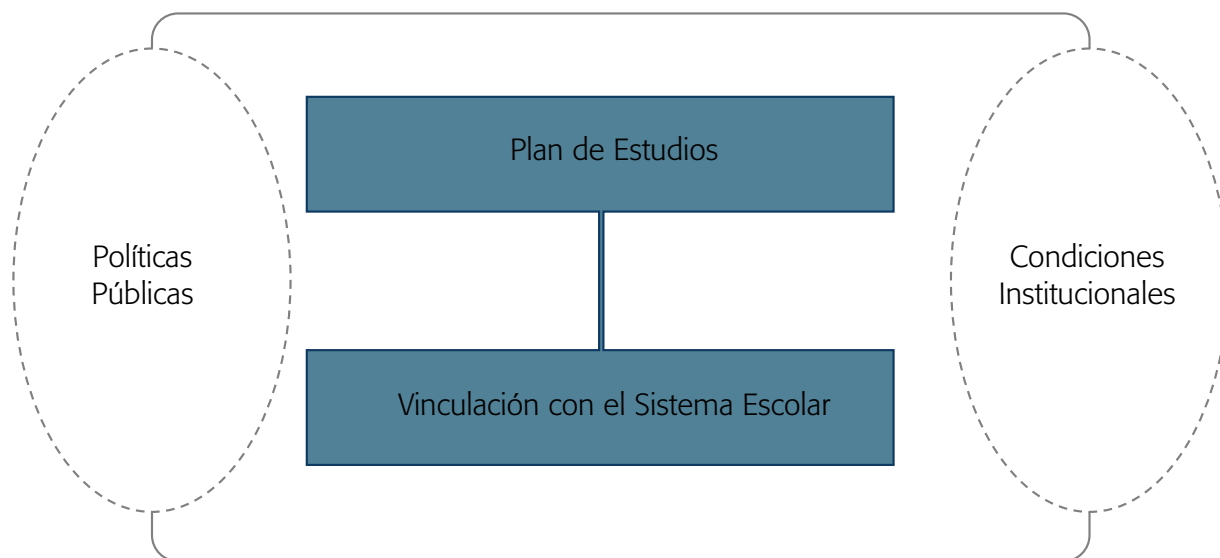 Plan de Estudios
Políticas
Públicas
Condiciones
Institucionales
Vinculación con el Sistema Escolar